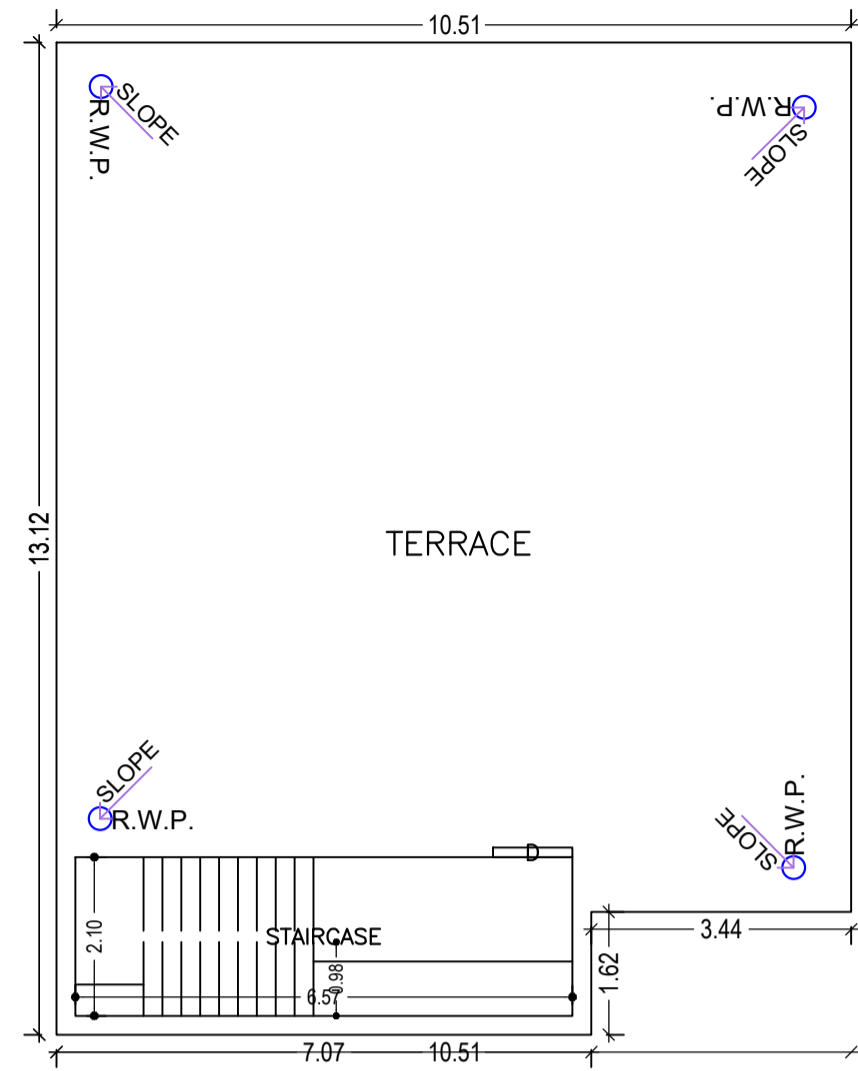 10.51
SLOPE
R.W.P.
R.W.P.
SLOPE
13.12
TERRACE
SLOPE
R.W.P.
R.W.P.
SLOPE
D
STAIRCASE
2.10
3.44
0.98
6.57
1.62
7.07
10.51